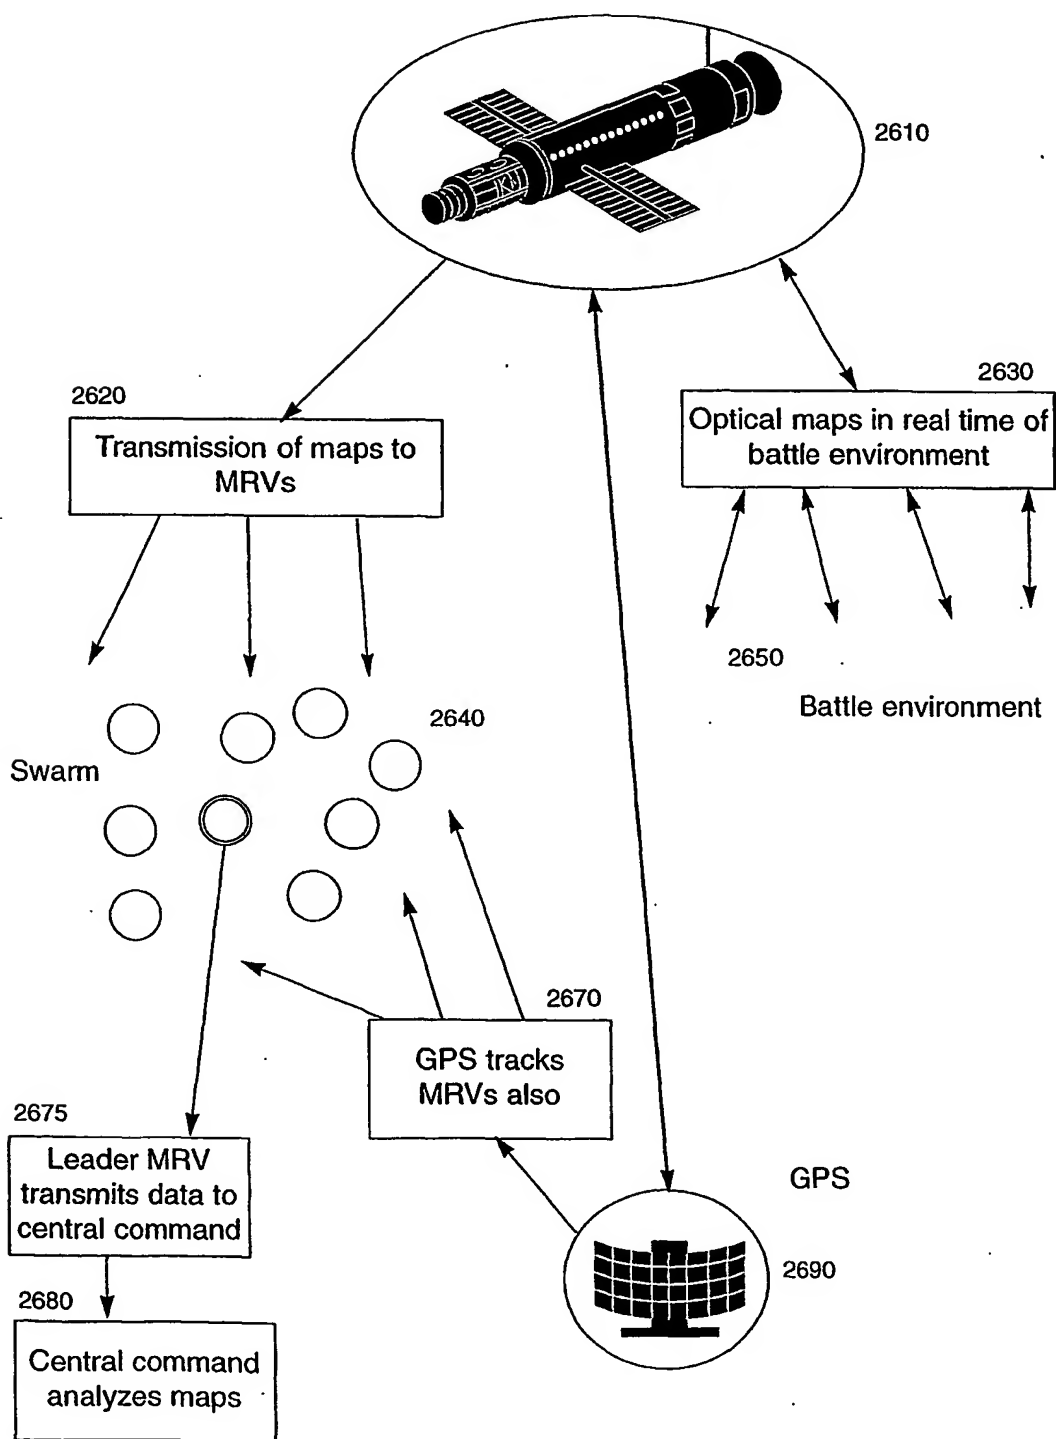 2610
2620
Transmission of maps to
MRVs
2630
Optical maps in real time of
battle environment
2650
Battle environment
2640
Swarm
2670
GPS tracks
MRVs also
2675
Leader MRV
transmits data to
central command
GPS
2690
2680
Central command
analyzes maps